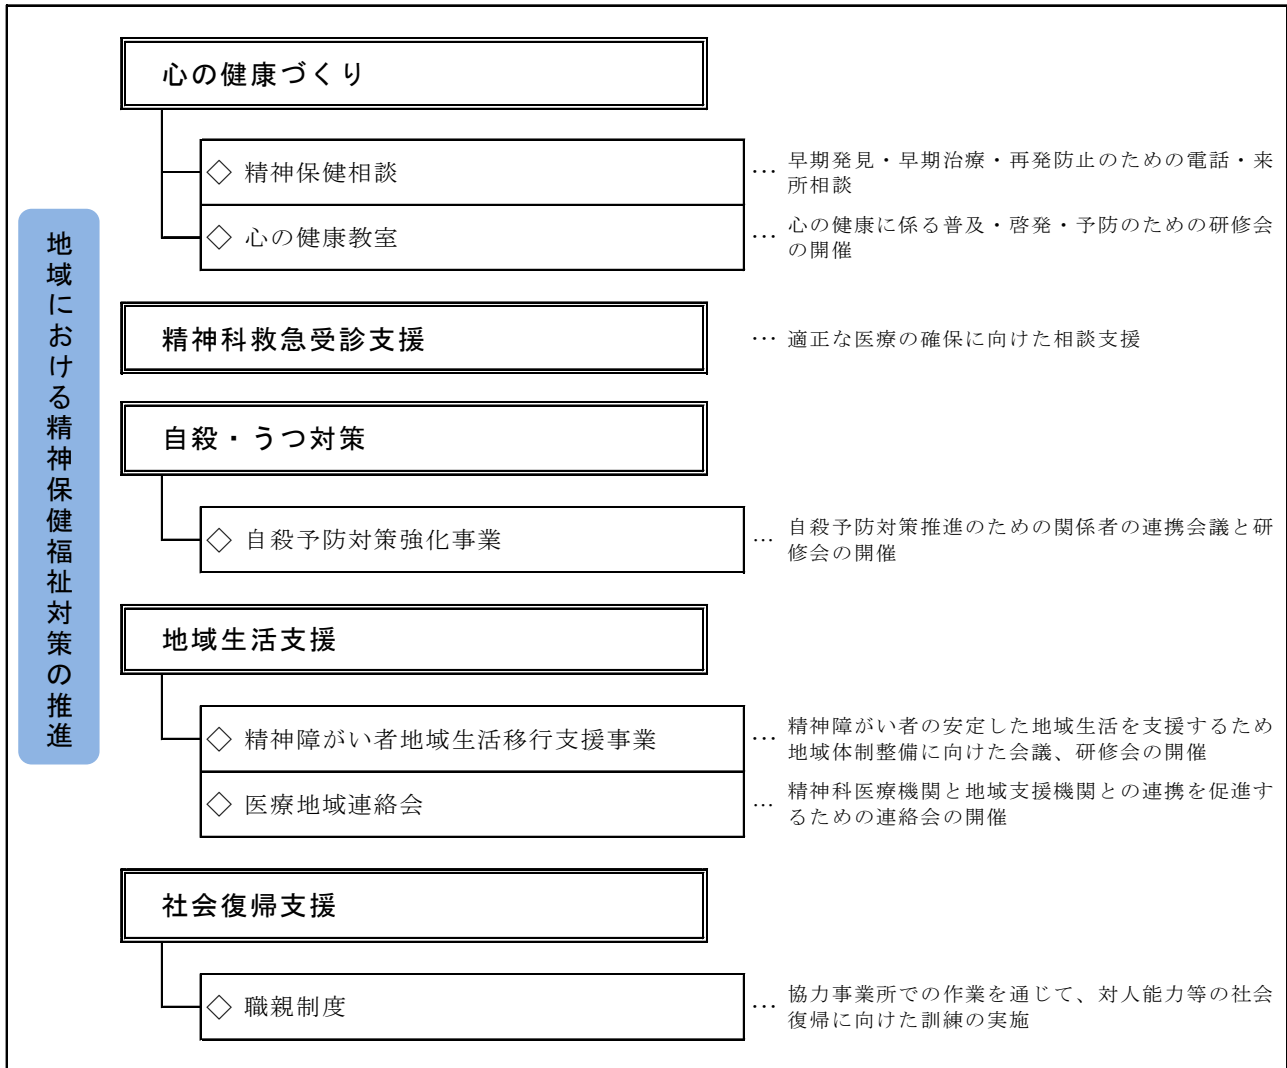 地域における精神保健福祉対策の推進
心の健康づくり
◇ 精神保健相談
… 早期発見・早期治療・再発防止のための電話・来
所相談
◇ 心の健康教室
… 心の健康に係る普及・啓発・予防のための研修会
の開催
精神科救急受診支援
… 適正な医療の確保に向けた相談支援
自殺・うつ対策
◇ 自殺予防対策強化事業
… 自殺予防対策推進のための関係者の連携会議と研
修会の開催
地域生活支援
◇ 精神障がい者地域生活移行支援事業
… 精神障がい者の安定した地域生活を支援するため
地域体制整備に向けた会議、研修会の開催
◇ 医療地域連絡会
… 精神科医療機関と地域支援機関との連携を促進す
るための連絡会の開催
社会復帰支援
◇ 職親制度
… 協力事業所での作業を通じて、対人能力等の社会
復帰に向けた訓練の実施